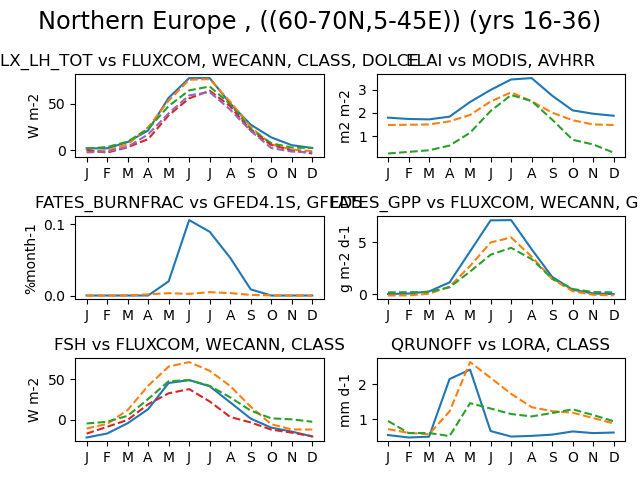 Northern Europe , ((60-70N,5-45E)) (yrs 16-36)
LX_LH_TOT vs FLUXCOM, WECANN, CLASS, DOLCE
ELAI vs MODIS, AVHRR
W m-2
50
0
J F M A M J J A S O N D
m2 m-2
3
2
1
J F M A M J J A S O N D
FATES_BURNFRAC vs GFED4.1S, GFED5
FATES_GPP vs FLUXCOM, WECANN, G
%month-1
0.1
0.0
J F M A M J J A S O N D
g m-2 d-1
5
0
J F M A M J J A S O N D
FSH vs FLUXCOM, WECANN, CLASS
QRUNOFF vs LORA, CLASS
W m-2
50
0
J F M A M J J A S O N D
mm d-1
2
1
J F M A M J J A S O N D